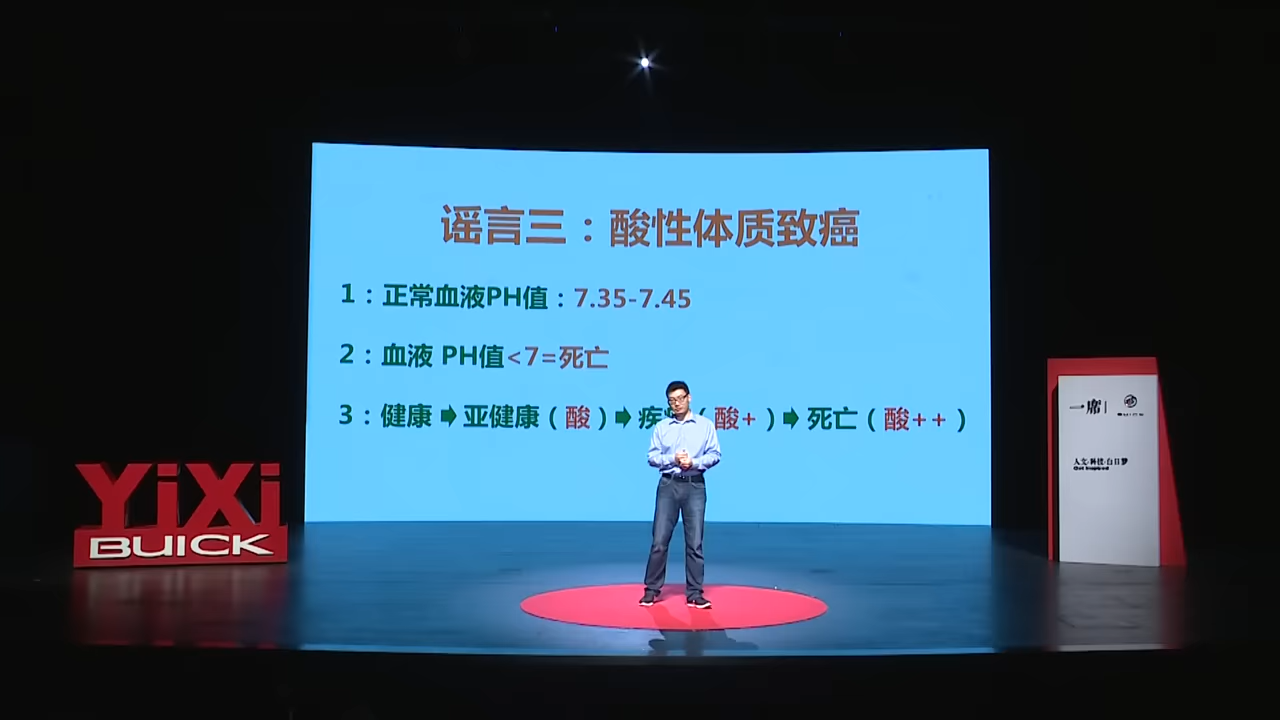 谣言三：酸性体质致癌
1：正常血液PH值：7.35-7.45
2：血液 PH值<7=死亡
3：健康➡亚健康（酸）➡疾（酸+）➡死亡（酸++）
YiXi
BUICK
一席
人文·科技·白日梦
Get Inspired